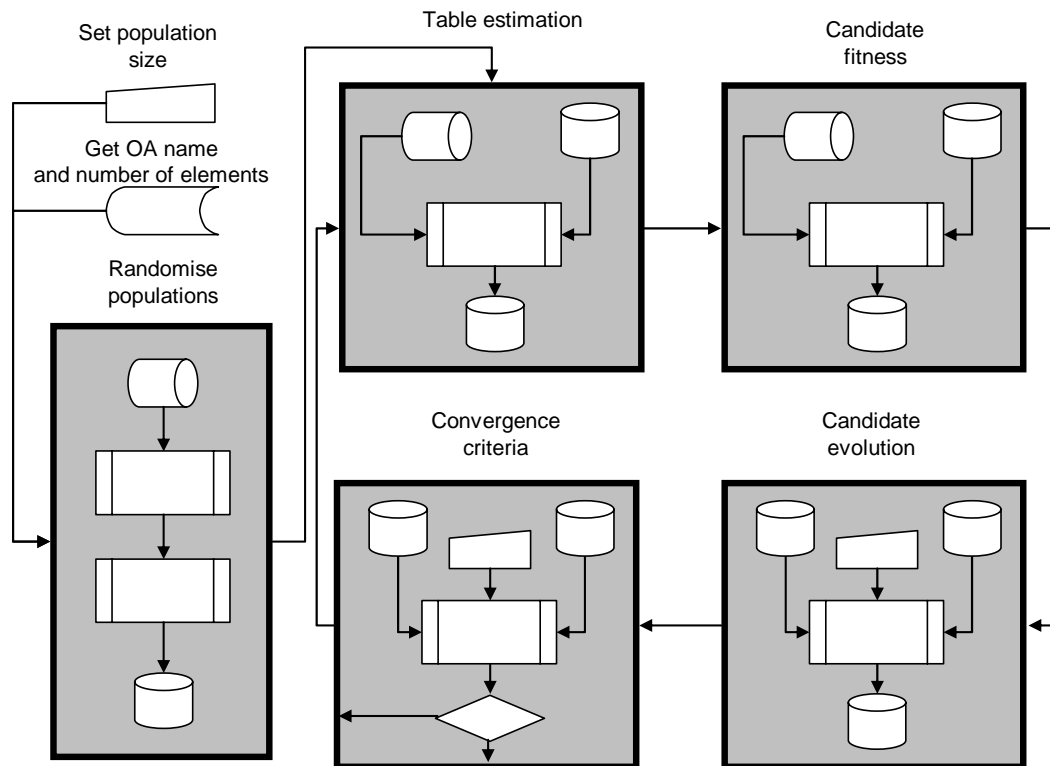 Set population
size
Get OA name
and number of elements
Randomise
populations
Table estimation
Candidate
fitness
Convergence
criteria
Candidate
evolution